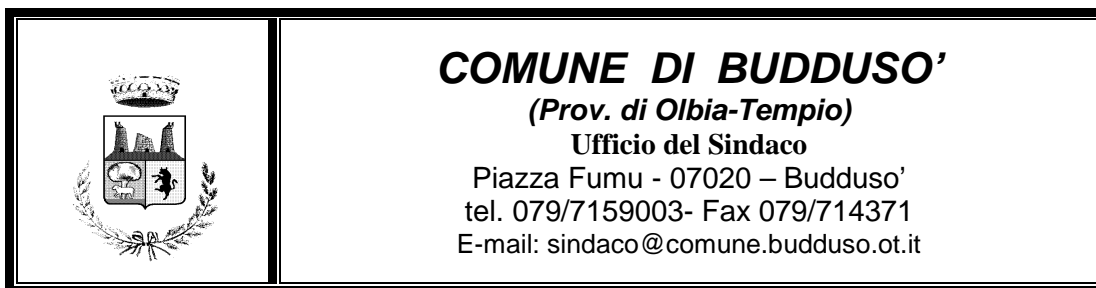 COMUNE DI BUDDUSO’
(Prov. di Olbia-Tempio)
Ufficio del Sindaco
Piazza Fumu - 07020 – Budduso’
tel. 079/7159003- Fax 079/714371
E-mail: sindaco@comune.budduso.ot.it